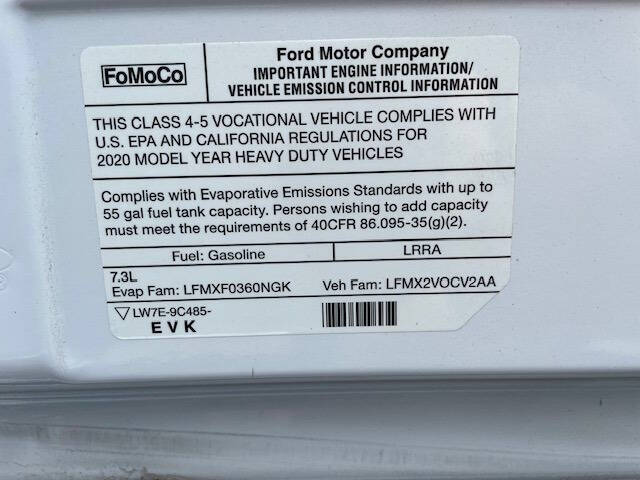 FoMoCo
Ford Motor Company
IMPORTANT ENGINE INFORMATION/
VEHICLE EMISSION CONTROL INFORMATION
THIS CLASS 4-5 VOCATIONAL VEHICLE COMPLIES WITH
U.S. EPA AND CALIFORNIA REGULATIONS FOR
2020 MODEL YEAR HEAVY DUTY VEHICLES
Complies with Evaporative Emissions Standards with up to
55 gal fuel tank capacity. Persons wishing to add capacity
must meet the requirements of 40CFR 86.095-35(g)(2).
Fuel: Gasoline LRRA
7.3L
Evap Fam: LFMXF0360NGK Veh Fam: LFMX2VOCV2AA
LW7E-9C485-
EVK